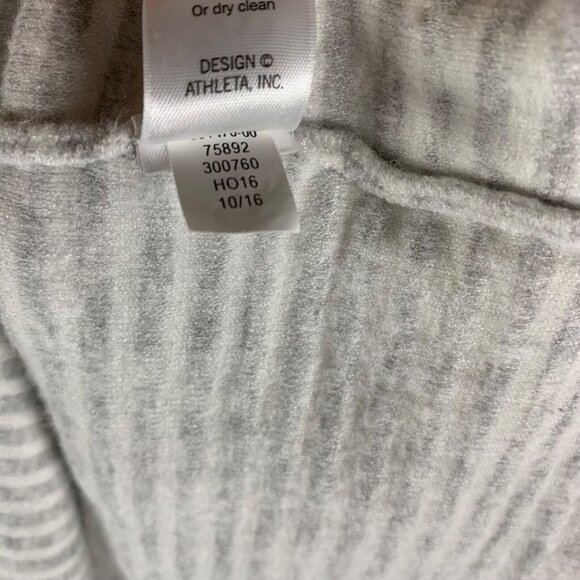 Or dry clean
DESIGN ©
ATHLETA, INC.
75892
300760
HO16
10/16